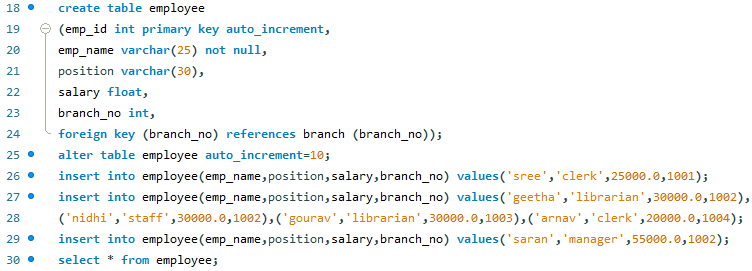 18 create table employee
19 (emp_id int primary key auto_increment,
20 emp_name varchar(25) not null,
21 position varchar(30),
22 salary float,
23 branch_no int,
24 foreign key (branch_no) references branch (branch_no));
25 alter table employee auto_increment=10;
26 insert into employee(emp_name,position,salary,branch_no) values('sree','clerk',25000.0,1001);
27 insert into employee(emp_name,position,salary,branch_no) values('geetha','librarian',30000.0,1002),
28 ('nidhi','staff',30000.0,1002),('gourav','librarian',30000.0,1003),('arnav','clerk',20000.0,1004);
29 insert into employee(emp_name,position,salary,branch_no) values('saran','manager',55000.0,1002);
30 select * from employee;